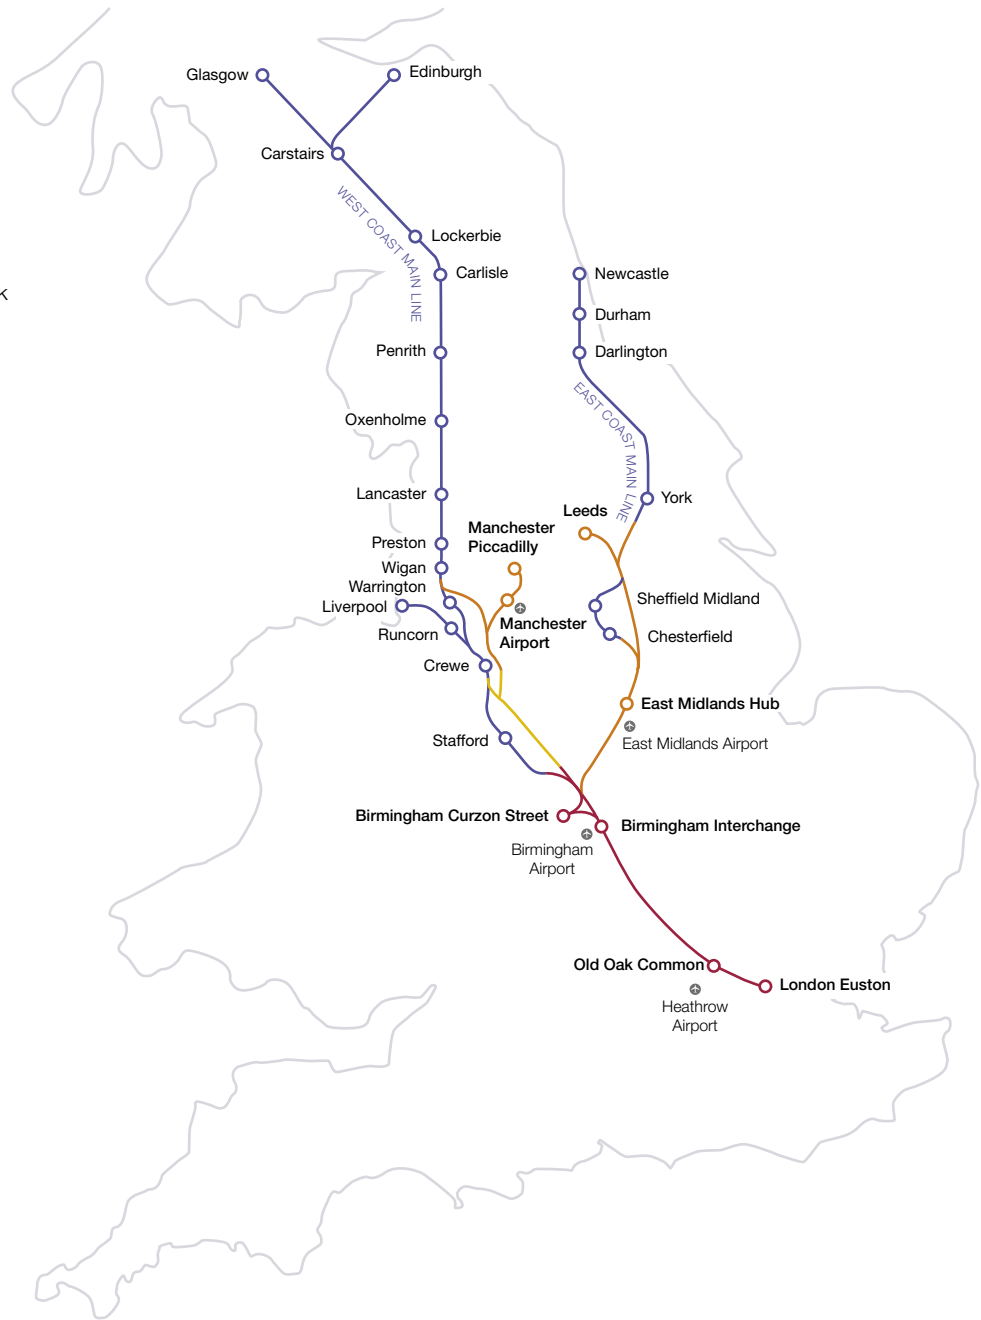 Glasgow
Edinburgh
Carstairs
WEST COAST MAIN LINE
Lockerbie
Carlisle
Newcastle
K
Durham
Penrith
Darlington
EAST COAST MAIN LINE
Oxenholme
Lancaster
York
Leeds
Manchester
Piccadilly
Preston
Wigan
Warrington
Liverpool
Sheffield Midland
Manchester
Airport
Runcorn
Chesterfield
Crewe
East Midlands Hub
Stafford
East Midlands Airport
Birmingham Curzon Street
Birmingham Interchange
Birmingham
Airport
Old Oak Common
London Euston
Heathrow
Airport